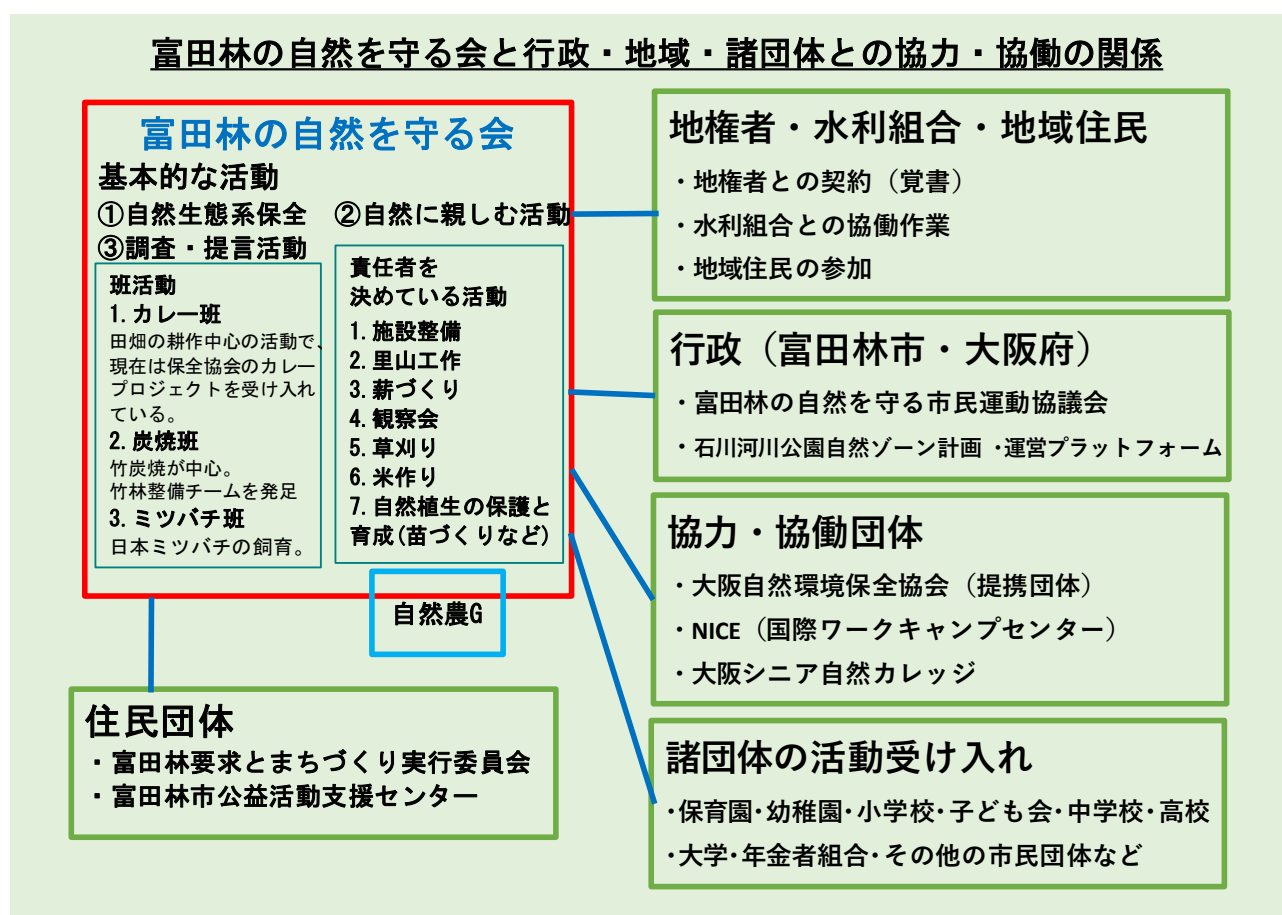 富田林の自然を守る会と行政・地域・諸団体との協力・協働の関係
富田林の自然を守る会
基本的な活動
①自然生態系保全　②自然に親しむ活動
③調査・提言活動
班活動
1. カレー班
田畑の耕作中心の活動で、
現在は保全協会のカレー
プロジェクトを受け入れ
ている。
2. 炭焼班
竹炭焼が中心。
竹林整備チームを発足
3. ミツバチ班
日本ミツバチの飼育。
責任者を
決めている活動
1. 施設整備
2. 里山工作
3. 薪づくり
4. 観察会
5. 草刈り
6. 米作り
7. 自然植生の保護と
育成(苗づくりなど)
自然農G
住民団体
・富田林要求とまちづくり実行委員会
・富田林市公益活動支援センター
地権者・水利組合・地域住民
・地権者との契約（覚書）
・水利組合との協働作業
・地域住民の参加
行政（富田林市・大阪府）
・富田林の自然を守る市民運動協議会
・石川河川公園自然ゾーン計画・運営プラットフォーム
協力・協働団体
・大阪自然環境保全協会（提携団体）
・NICE（国際ワークキャンプセンター）
・大阪シニア自然カレッジ
諸団体の活動受け入れ
・保育園・幼稚園・小学校・子ども会・中学校・高校
・大学・年金者組合・その他の市民団体など